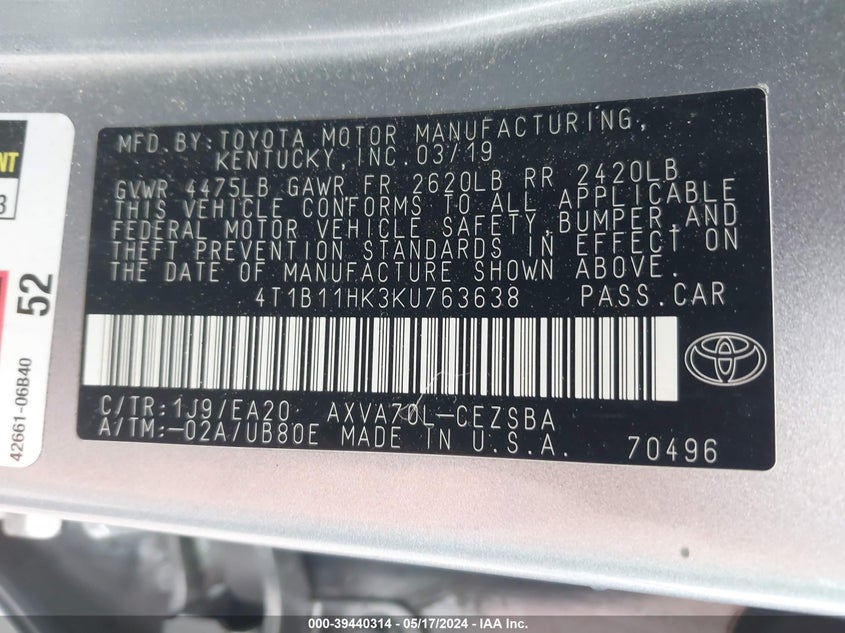 MFD.BY:TOYOTA MOTOR MANUFACTURING,
KENTUCKY,INC.03/19
GVWR 4475LB GAWR FR 2620LB RR 2420LB
THIS VEHICLE CONFORMS TO ALL APPLICABLE
FEDERAL MOTOR VEHICLE SAFETY,BUMPER,AND
THEFT PREVENTION STANDARDS IN EFFECT ON
THE DATE OF MANUFACTURE SHOWN ABOVE.
4T1B11HK3KU763638 PASS.CAR
C/TR:1J9/EA20 AXVA70L-CEZSBA
A/TM:-02A/UB80E MADE IN U.S.A. 70496
52
42661-06B40
000-39440314 — 05/17/2024 — IAA Inc.